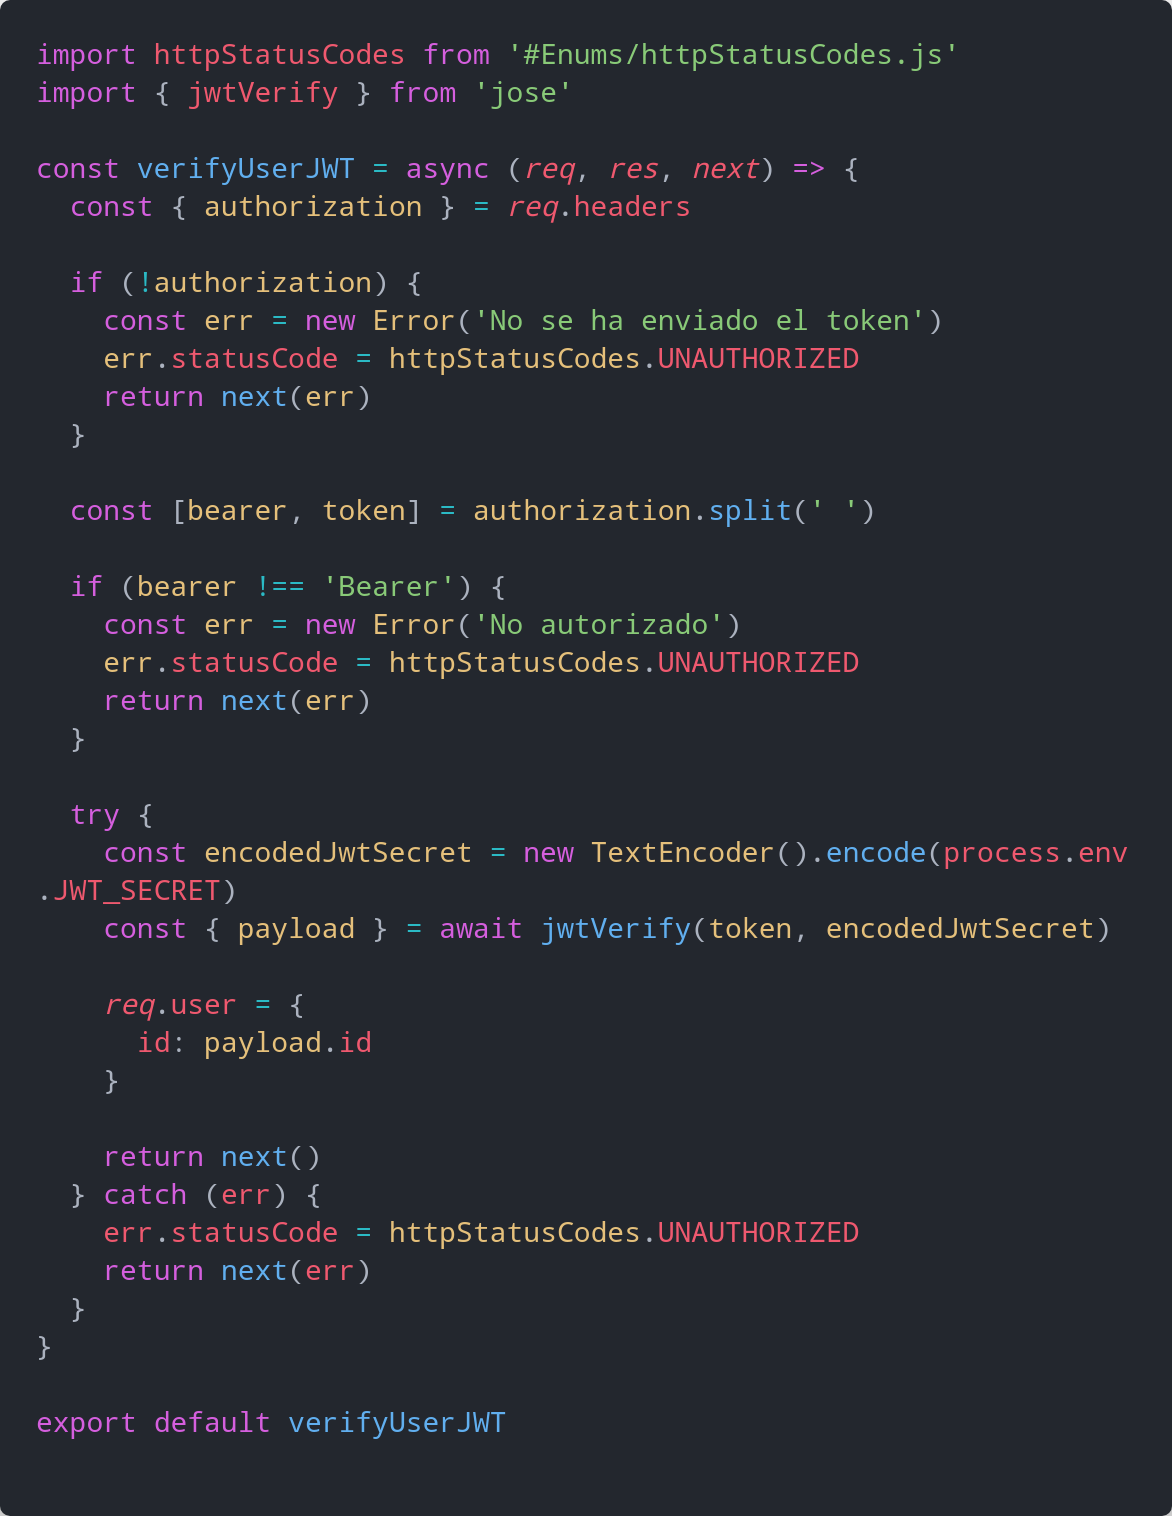 import httpStatusCodes from '#Enums/httpStatusCodes.js'
import { jwtVerify } from 'jose'

const verifyUserJWT = async (req, res, next) => {
  const { authorization } = req.headers

  if (!authorization) {
    const err = new Error('No se ha enviado el token')
    err.statusCode = httpStatusCodes.UNAUTHORIZED
    return next(err)
  }

  const [bearer, token] = authorization.split(' ')

  if (bearer !== 'Bearer') {
    const err = new Error('No autorizado')
    err.statusCode = httpStatusCodes.UNAUTHORIZED
    return next(err)
  }

  try {
    const encodedJwtSecret = new TextEncoder().encode(process.env
.JWT_SECRET)
    const { payload } = await jwtVerify(token, encodedJwtSecret)

    req.user = {
      id: payload.id
    }

    return next()
  } catch (err) {
    err.statusCode = httpStatusCodes.UNAUTHORIZED
    return next(err)
  }
}

export default verifyUserJWT